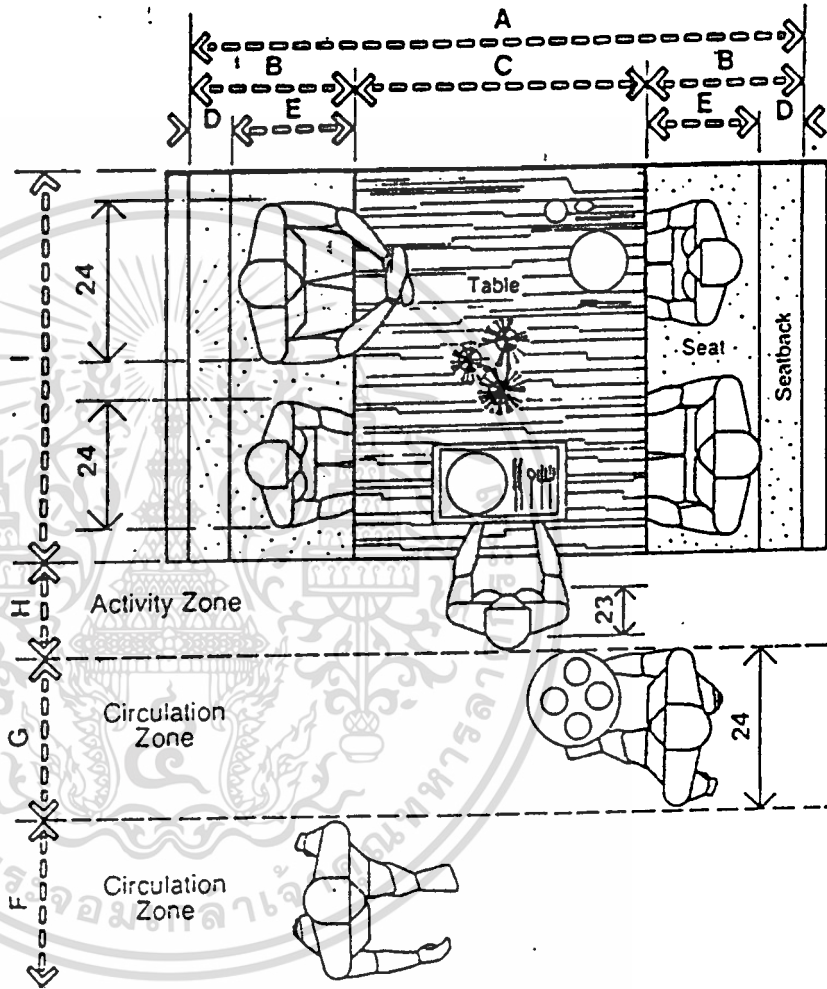 A
B
C
B
D
E
E
D
24
I
Table
Seat
Seatback
24
H
Activity Zone
23
G
Circulation
Zone
24
F
Circulation
Zone